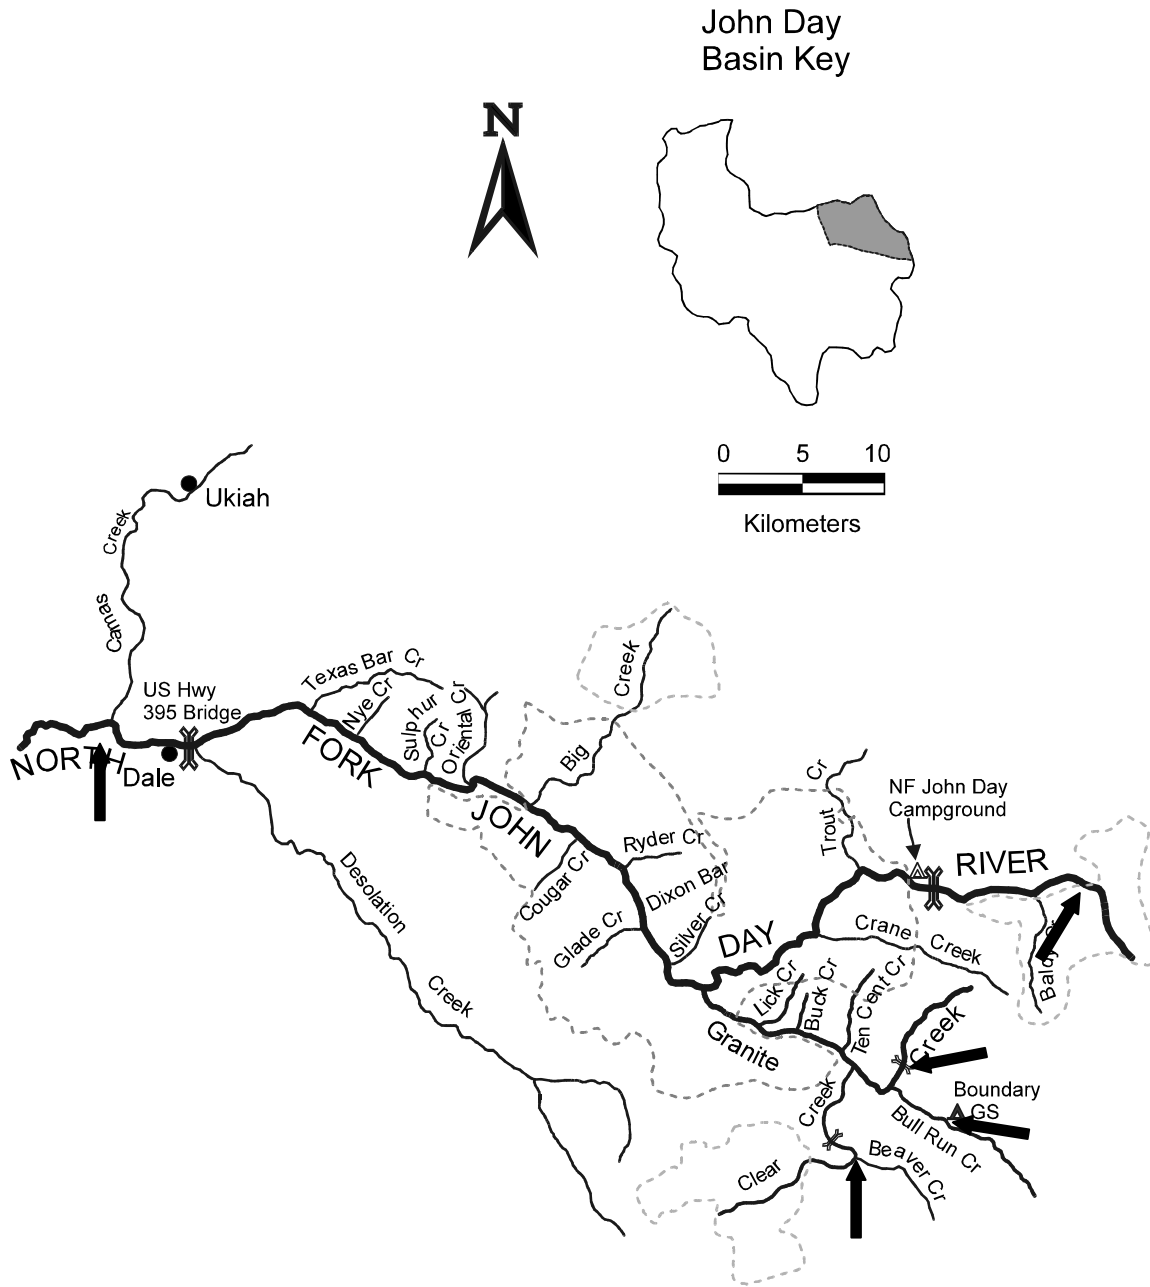 John Day
Basin Key
N
0 5 10
Kilometers
Ukiah
Camas Creek
US Hwy
395 Bridge
Dale
NORTH FORK JOHN DAY RIVER
Texas Bar Cr
Nye Cr
Sulphur Cr
Oriental Cr
Big Creek
Desolation Creek
Cougar Cr
Ryder Cr
Dixon Bar
Glade Cr
Silver Cr
Trout Cr
NF John Day
Campground
Crane Creek
Baldy
Lick Cr
Buck Cr
Ten Cent Cr
Granite Creek
Boundary
GS
Bull Run Cr
Beaver Cr
Clear Creek